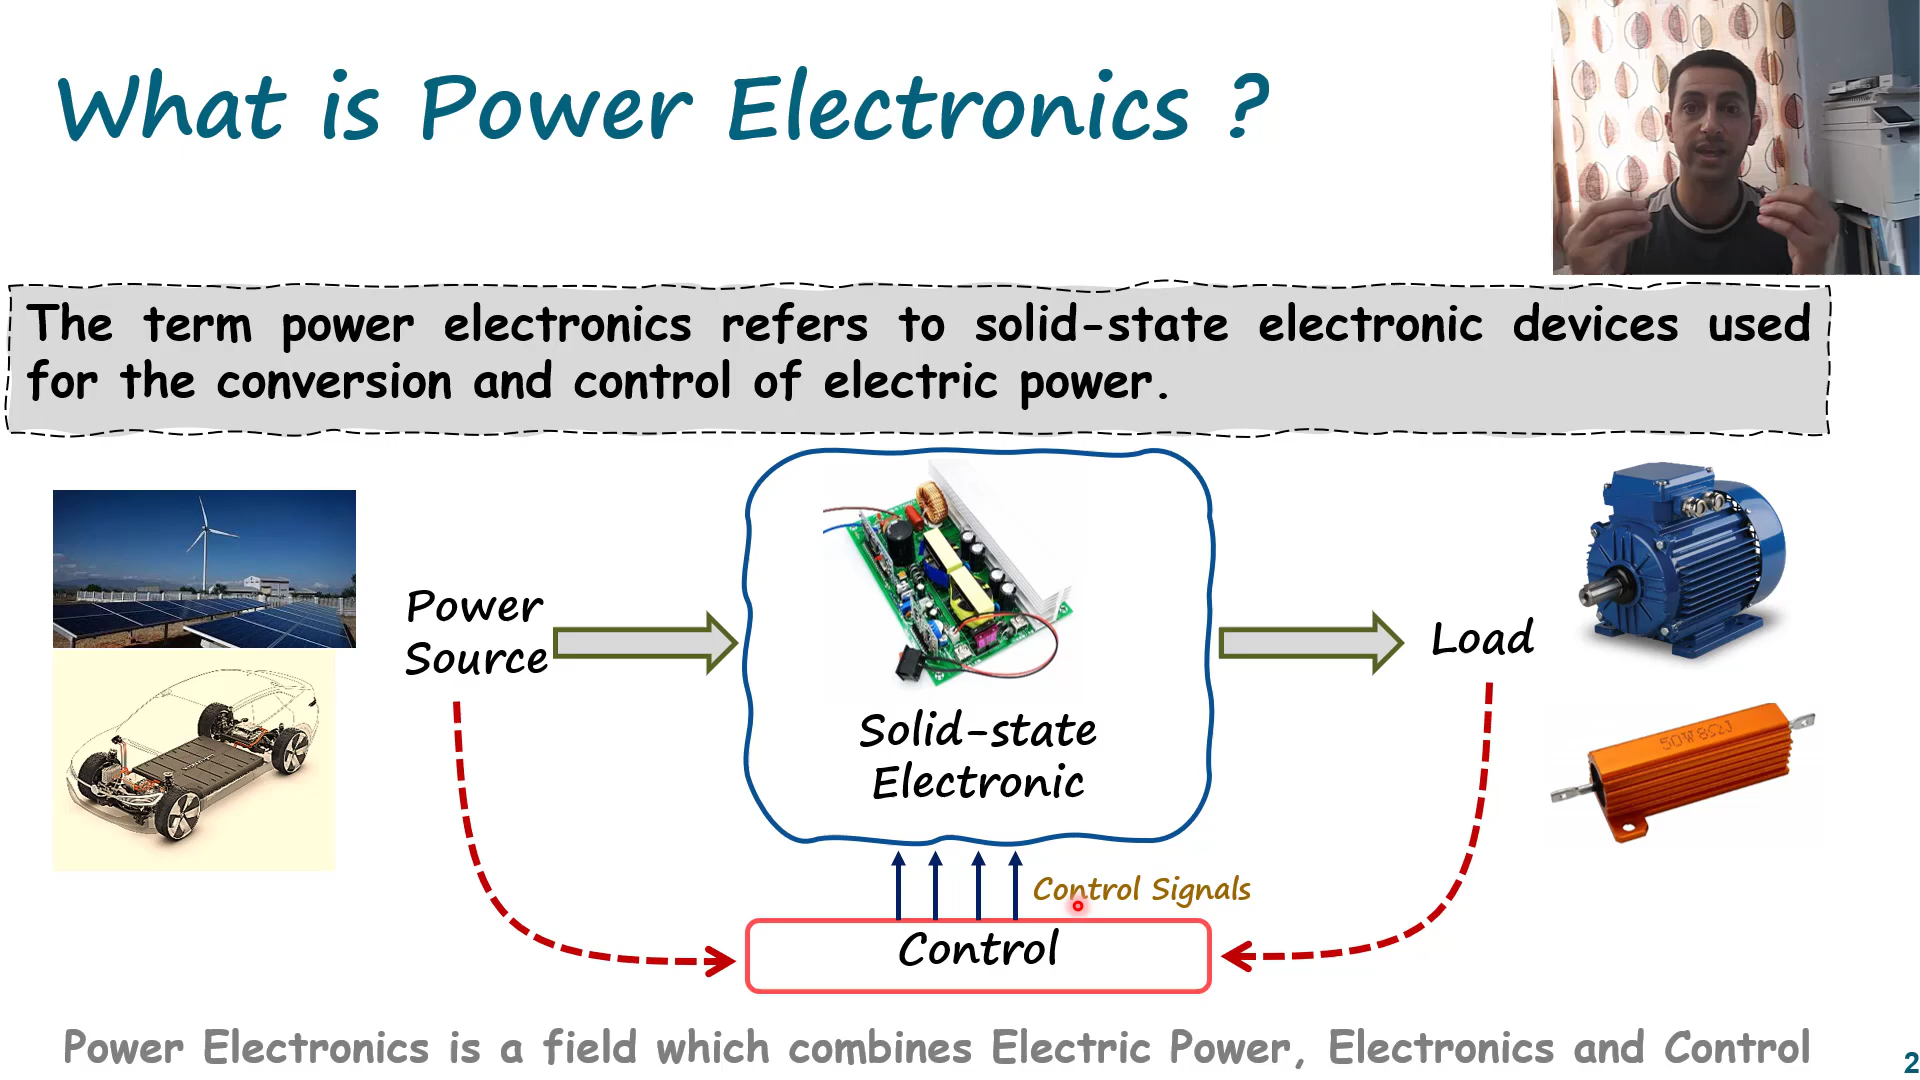 What is Power Electronics ?
The term power electronics refers to solid-state electronic devices used
for the conversion and control of electric power.
Power
Source
Solid-state
Electronic
Load
50W8ΩJ
Control Signals
Control
Power Electronics is a field which combines Electric Power, Electronics and Control
2